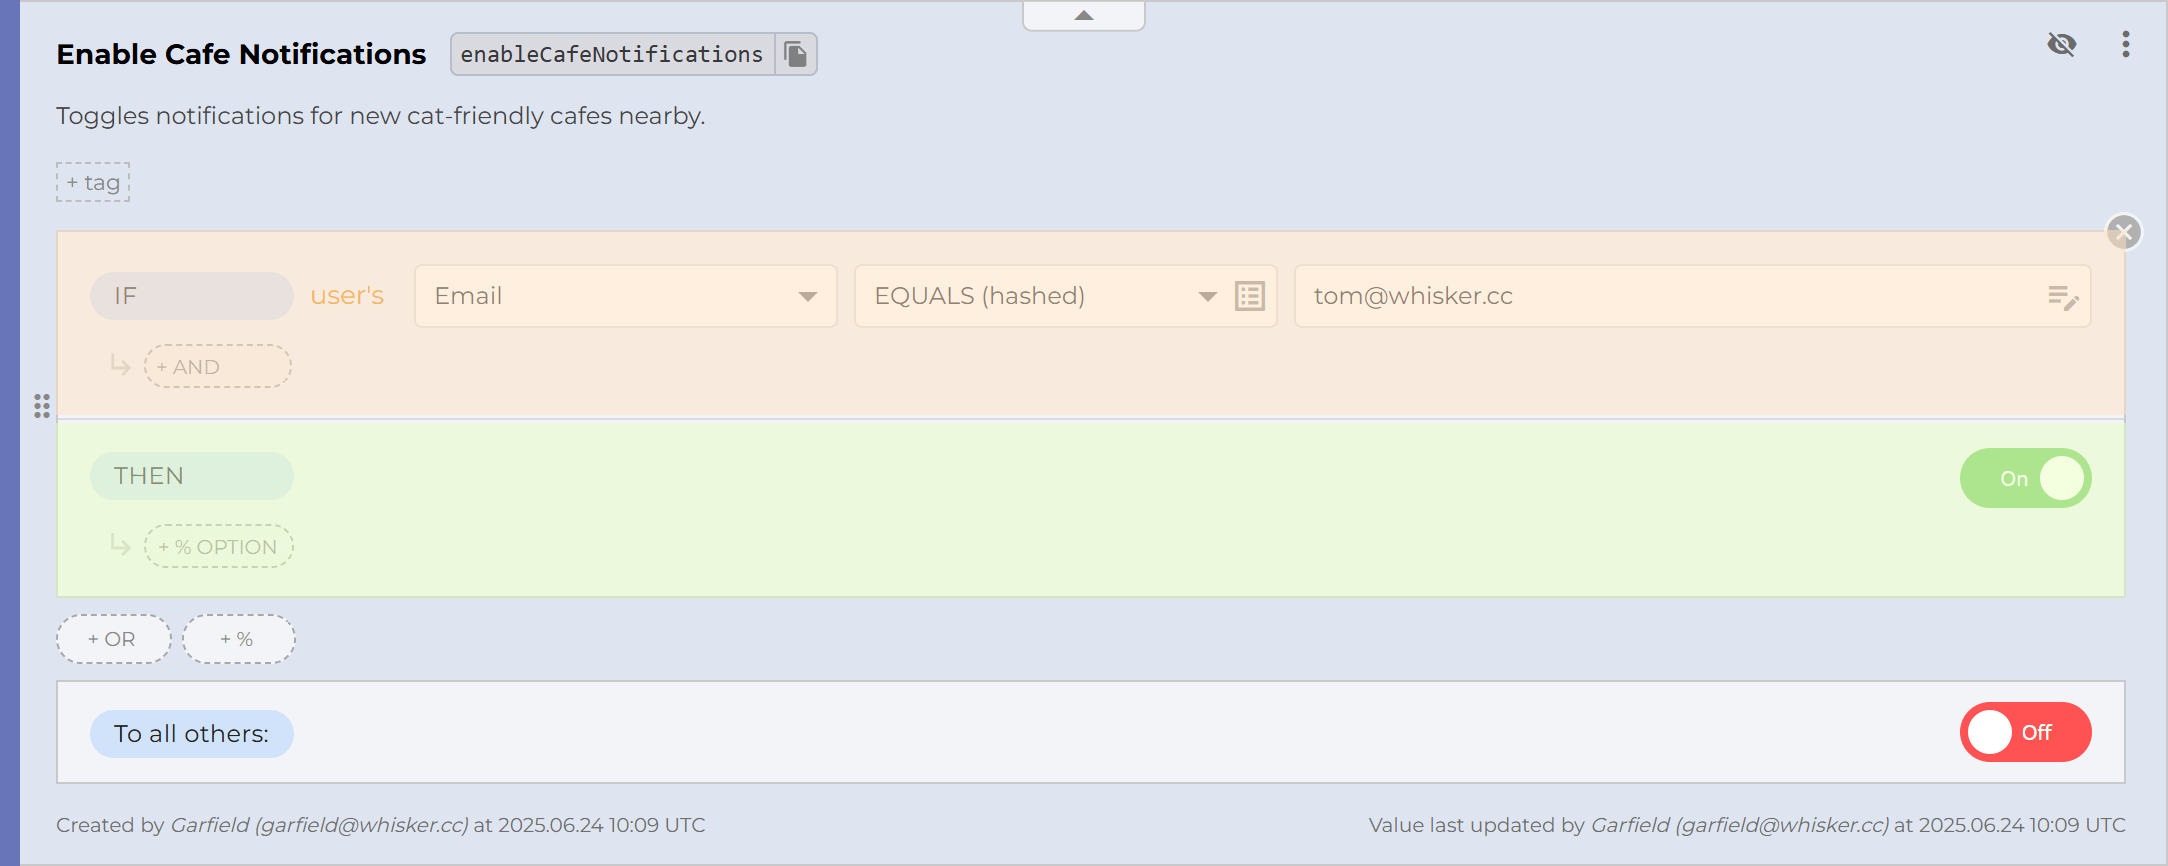 Enable Cafe Notifications enableCafeNotifications
Toggles notifications for new cat-friendly cafes nearby.
+ tag
IF user's Email EQUALS (hashed) tom@whisker.cc
+ AND
THEN On
+ % OPTION
+ OR + %
To all others: Off
Created by Garfield (garfield@whisker.cc) at 2025.06.24 10:09 UTC Value last updated by Garfield (garfield@whisker.cc) at 2025.06.24 10:09 UTC